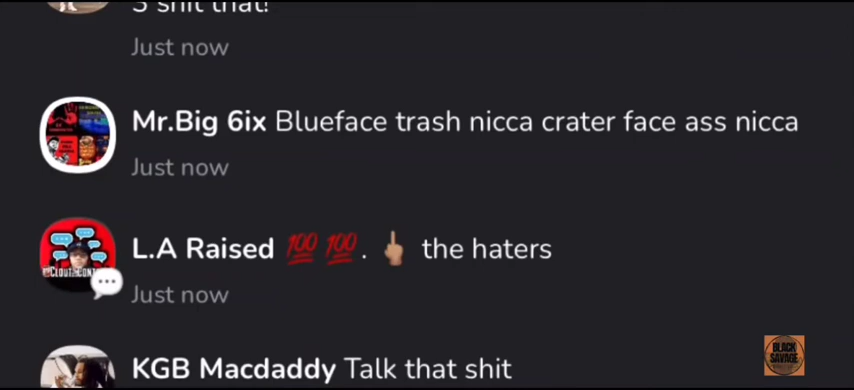 5 shit that!
Just now
Mr.Big 6ix Blueface trash nicca crater face ass nicca
Just now
L.A Raised 💯 💯. 🖕🏽 the haters
Just now
KGB Macdaddy Talk that shit
BLACK
SAVAGE